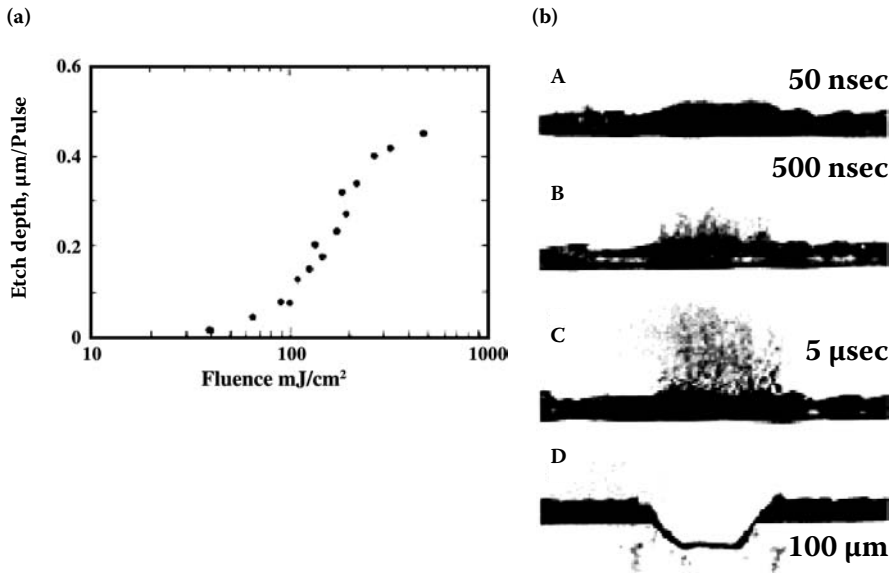 (a)
(b)
0.6
0.4
0.2
0
Etch depth, μm/Pulse
10
100
1000
Fluence mJ/cm²
A
50 nsec
500 nsec
B
C
5 μsec
D
100 μm